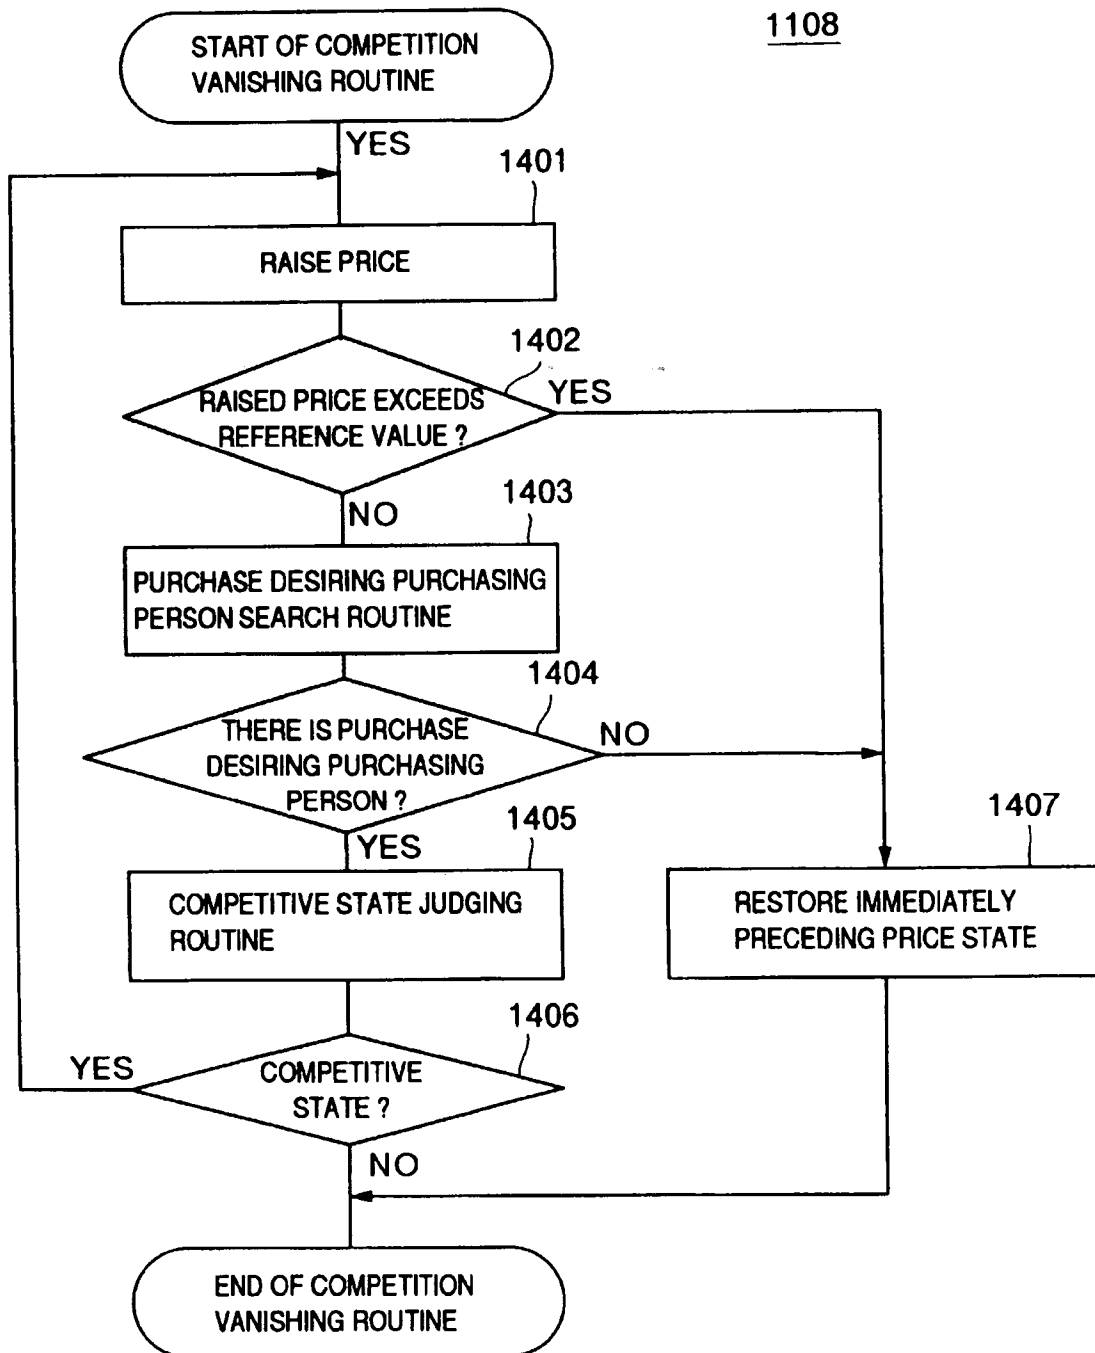 1108
START OF COMPETITION
VANISHING ROUTINE
YES
1401
RAISE PRICE
1402
RAISED PRICE EXCEEDS
REFERENCE VALUE ?
YES
NO
1403
PURCHASE DESIRING PURCHASING
PERSON SEARCH ROUTINE
1404
THERE IS PURCHASE
DESIRING PURCHASING
PERSON ?
NO
YES
1405
COMPETITIVE STATE JUDGING
ROUTINE
1407
RESTORE IMMEDIATELY
PRECEDING PRICE STATE
1406
COMPETITIVE
STATE ?
YES
NO
END OF COMPETITION
VANISHING ROUTINE